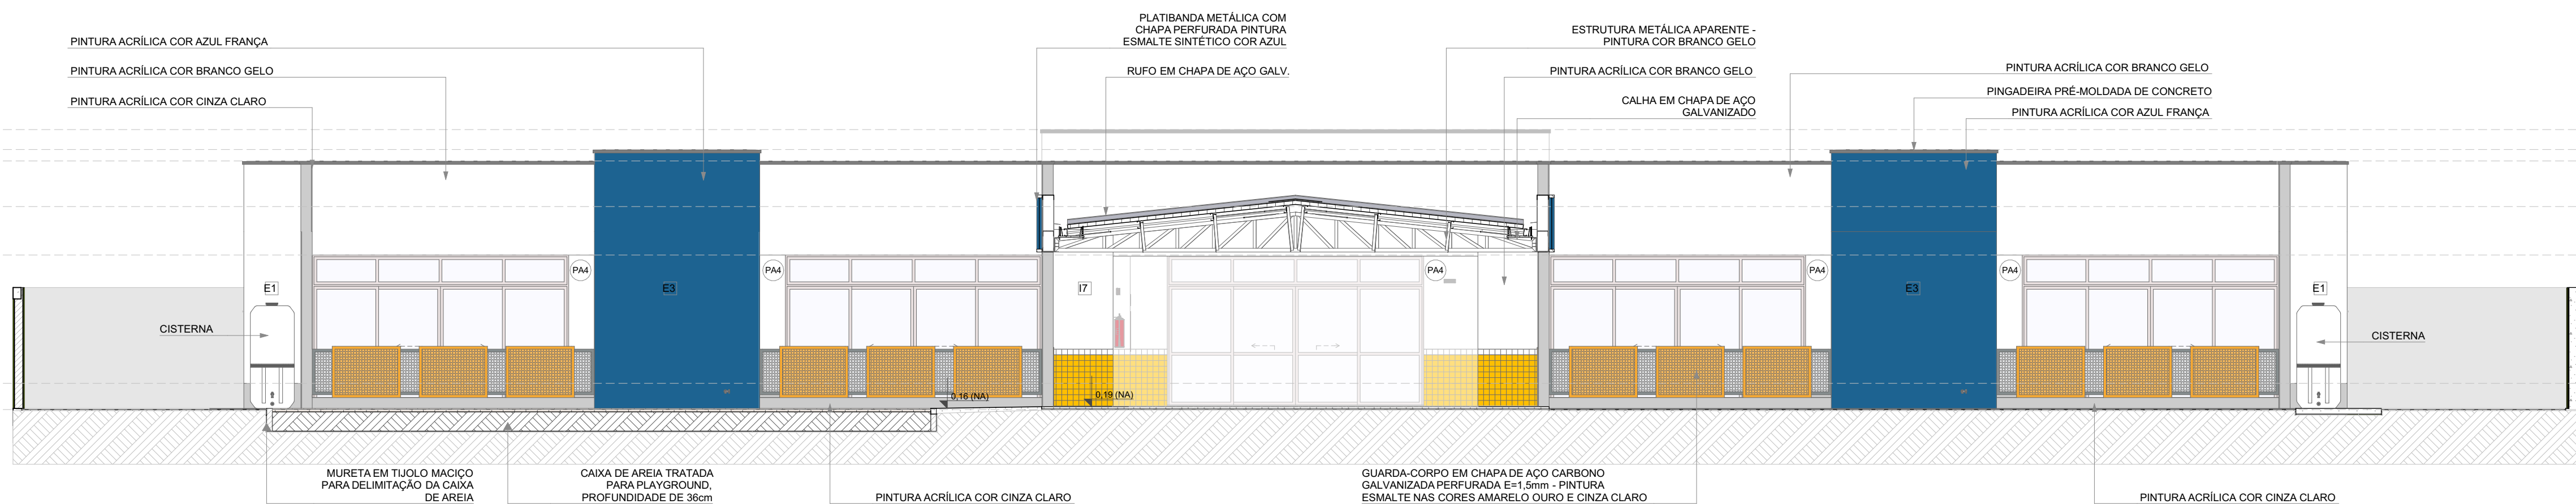 PLATIBANDA METÁLICA COM
CHAPA PERFURADA PINTURA
ESMALTE SINTÉTICO COR AZUL
ESTRUTURA METÁLICA APARENTE -
PINTURA COR BRANCO GELO
PINTURA ACRÍLICA COR AZUL FRANÇA
PINTURA ACRÍLICA COR BRANCO GELO
RUFO EM CHAPA DE AÇO GALV.
PINTURA ACRÍLICA COR BRANCO GELO
PINTURA ACRÍLICA COR BRANCO GELO
PINTURA ACRÍLICA COR CINZA CLARO
CALHA EM CHAPA DE AÇO
GALVANIZADO
PINGADEIRA PRÉ-MOLDADA DE CONCRETO
PINTURA ACRÍLICA COR AZUL FRANÇA
PA4
PA4
PA4
PA4
PA4
E1
E3
I7
E3
E1
CISTERNA
CISTERNA
0,16 (NA)
0,19 (NA)
MURETA EM TIJOLO MACIÇO
PARA DELIMITAÇÃO DA CAIXA
DE AREIA
CAIXA DE AREIA TRATADA
PARA PLAYGROUND,
PROFUNDIDADE DE 36cm
PINTURA ACRÍLICA COR CINZA CLARO
GUARDA-CORPO EM CHAPA DE AÇO CARBONO
GALVANIZADA PERFURADA E=1,5mm - PINTURA
ESMALTE NAS CORES AMARELO OURO E CINZA CLARO
PINTURA ACRÍLICA COR CINZA CLARO